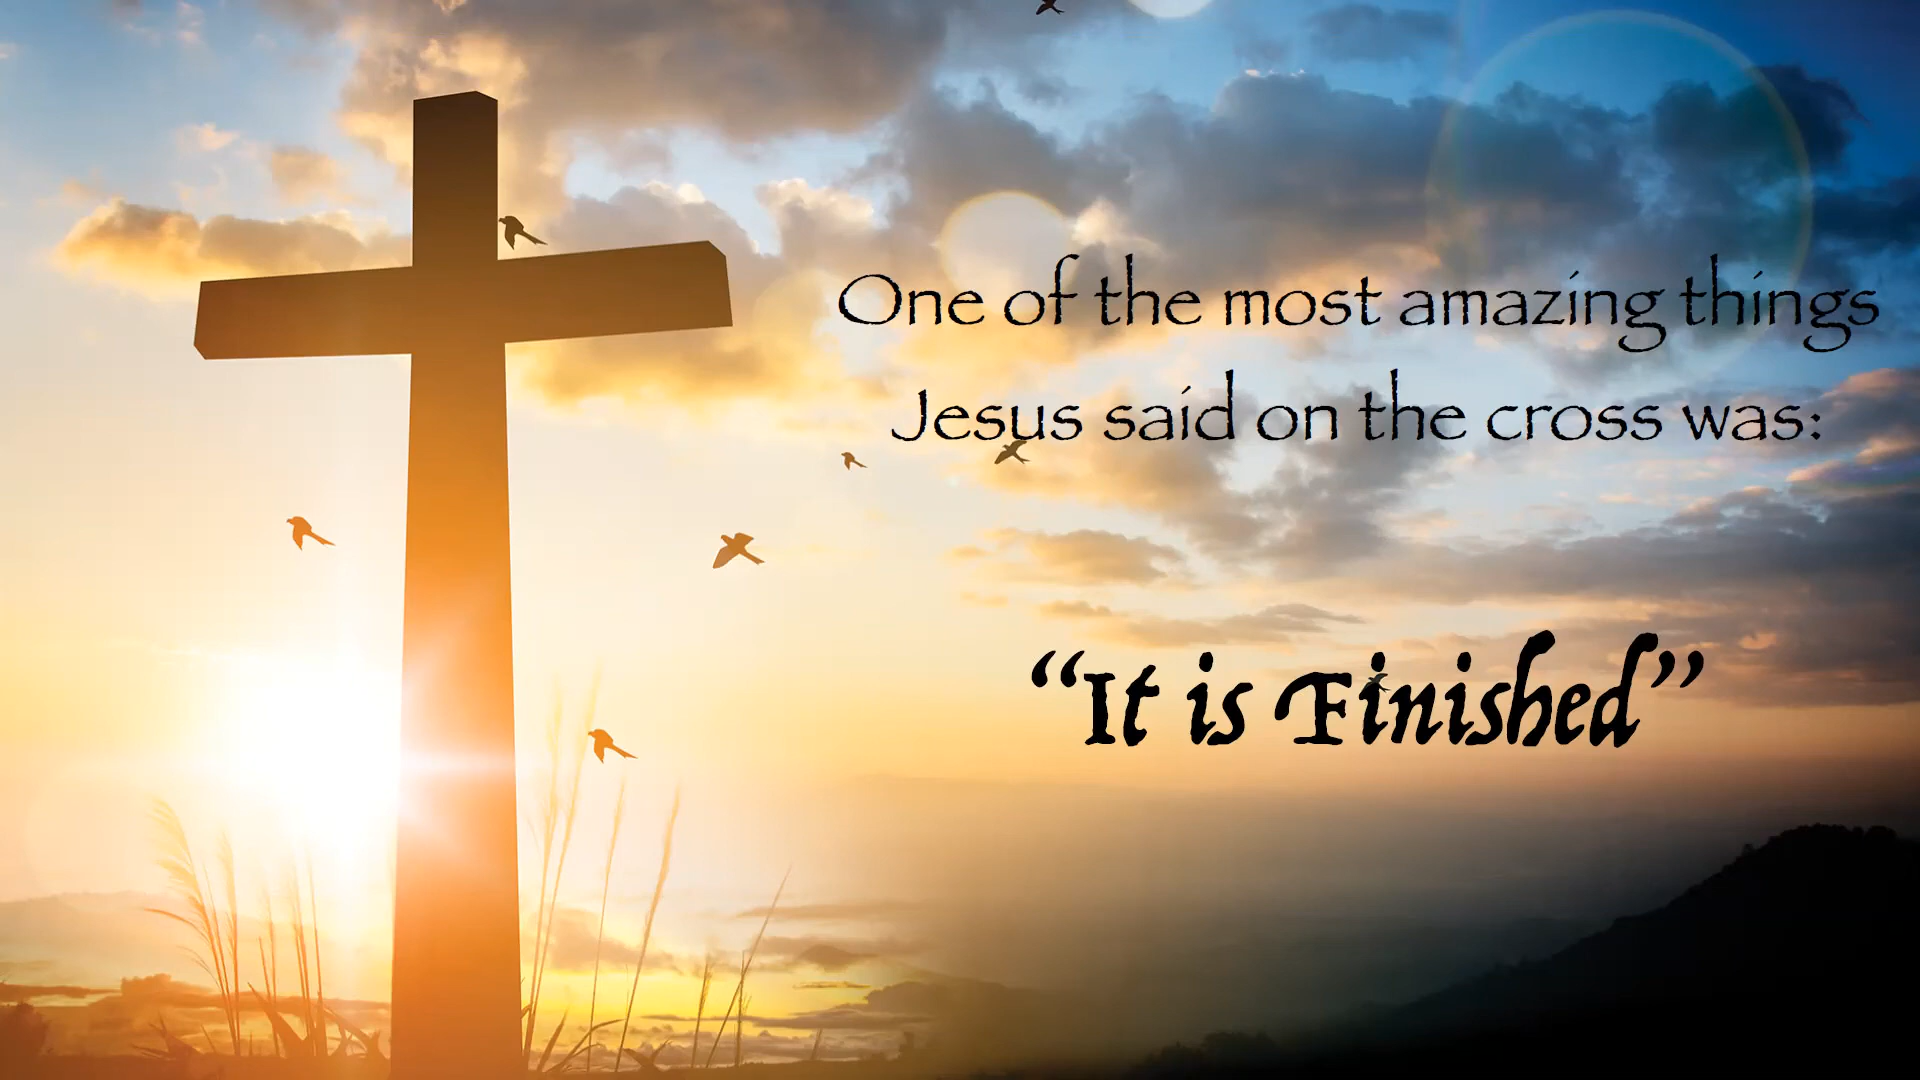 One of the most amazing things
Jesus said on the cross was:
“It is Finished”